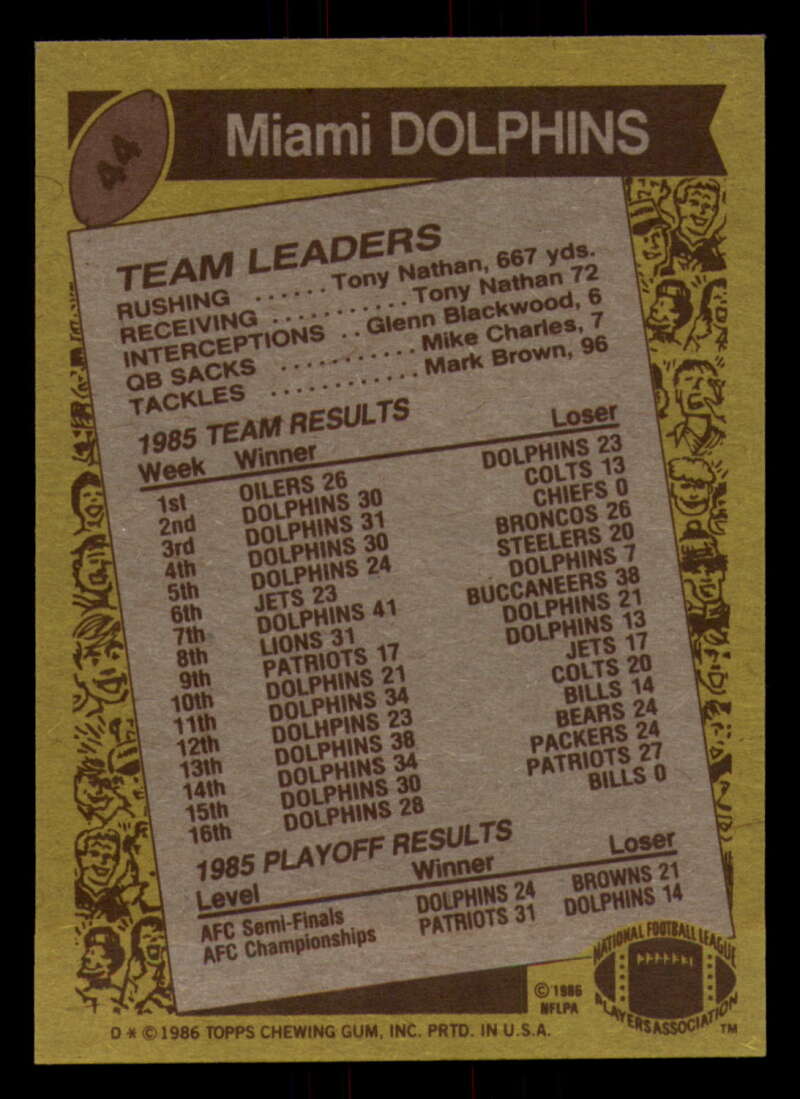 44
Miami DOLPHINS
TEAM LEADERS
RUSHING ...... Tony Nathan, 667 yds.
RECEIVING ........... Tony Nathan 72
INTERCEPTIONS .. Glenn Blackwood, 6
QB SACKS ........... Mike Charles, 7
TACKLES ............ Mark Brown, 96
1985 TEAM RESULTS
Week Winner Loser
1st OILERS 26 DOLPHINS 23
2nd DOLPHINS 30 COLTS 13
3rd DOLPHINS 31 CHIEFS 0
4th DOLPHINS 30 BRONCOS 26
5th DOLPHINS 24 STEELERS 20
6th JETS 23 DOLPHINS 7
7th DOLPHINS 41 BUCCANEERS 38
8th LIONS 31 DOLPHINS 21
9th PATRIOTS 17 DOLPHINS 13
10th DOLPHINS 21 JETS 17
11th DOLPHINS 34 COLTS 20
12th DOLHPINS 23 BILLS 14
13th DOLPHINS 38 BEARS 24
14th DOLPHINS 34 PACKERS 24
15th DOLPHINS 30 PATRIOTS 27
16th DOLPHINS 28 BILLS 0
1985 PLAYOFF RESULTS
Level Winner Loser
AFC Semi-Finals DOLPHINS 24 BROWNS 21
AFC Championships PATRIOTS 31 DOLPHINS 14
© 1986
NFLPA
NATIONAL FOOTBALL LEAGUE
PLAYERS ASSOCIATION
TM
D * © 1986 TOPPS CHEWING GUM, INC. PRTD. IN U.S.A.